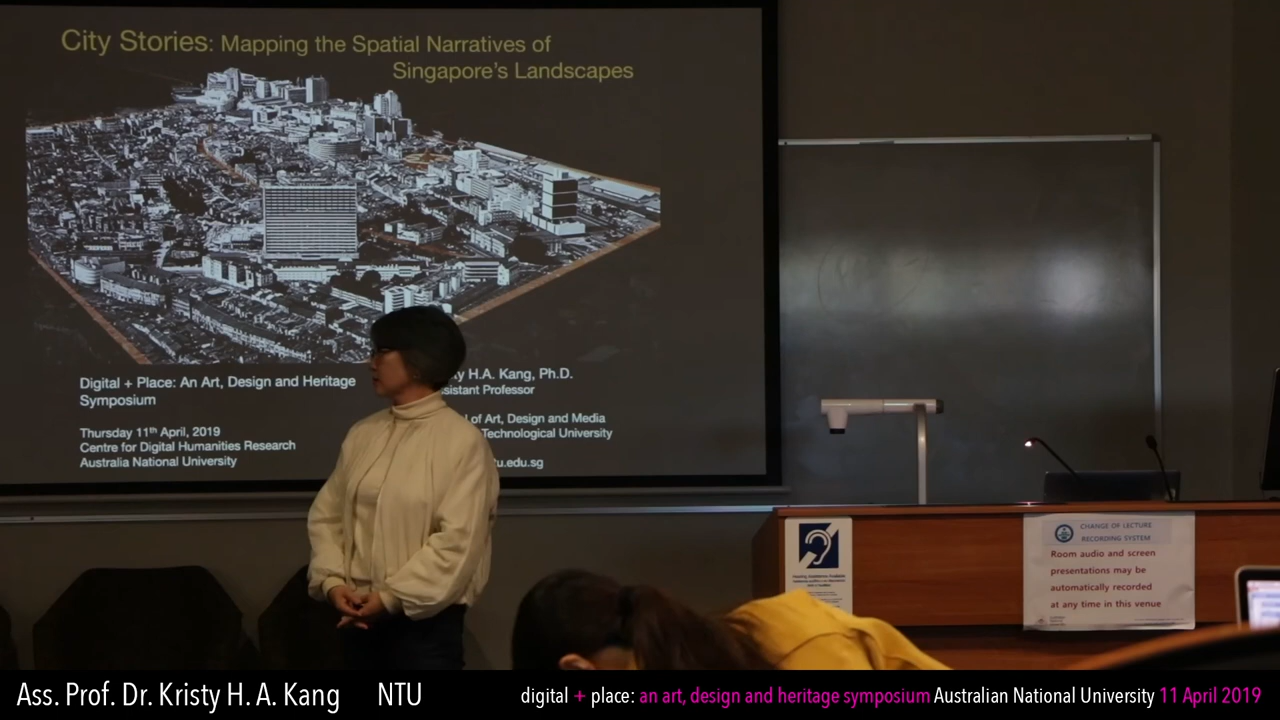 City Stories: Mapping the Spatial Narratives of
Singapore's Landscapes
Digital + Place: An Art, Design and Heritage
Symposium
Thursday 11th April, 2019
Centre for Digital Humanities Research
Australia National University
H.A. Kang, Ph.D.
Professor
of Art, Design and Media
Technological University
.edu.sg
CHANGE OF LECTURE
RECORDING SYSTEM
Room audio and screen
presentations may be
automatically recorded
at any time in this venue
Ass. Prof. Dr. Kristy H. A. Kang NTU
digital + place: an art, design and heritage symposium Australian National University 11 April 2019